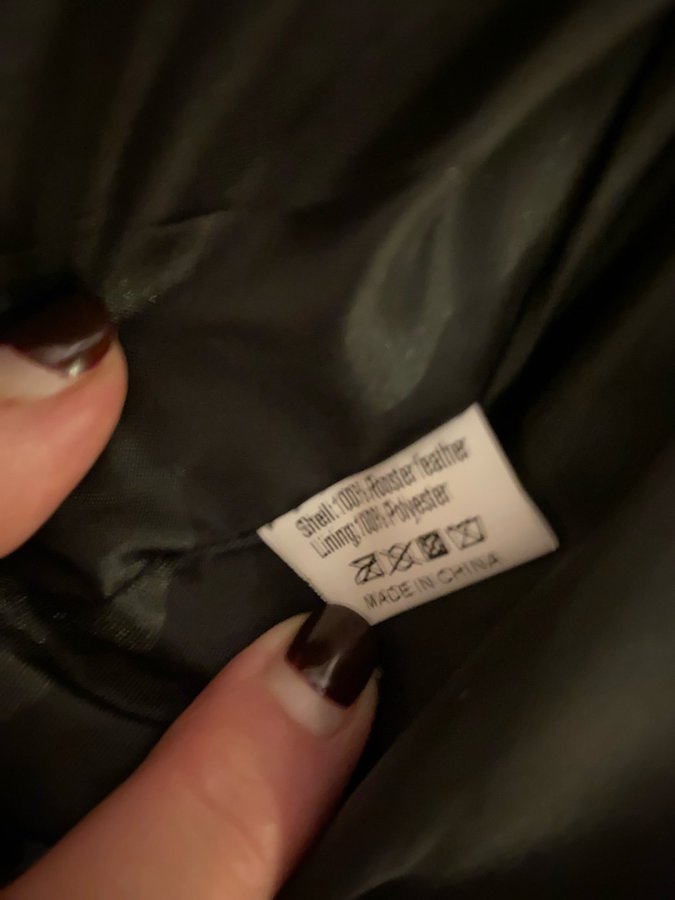 Shell:100%Rooster feather
Lining:100%Polyester
MADE IN CHINA